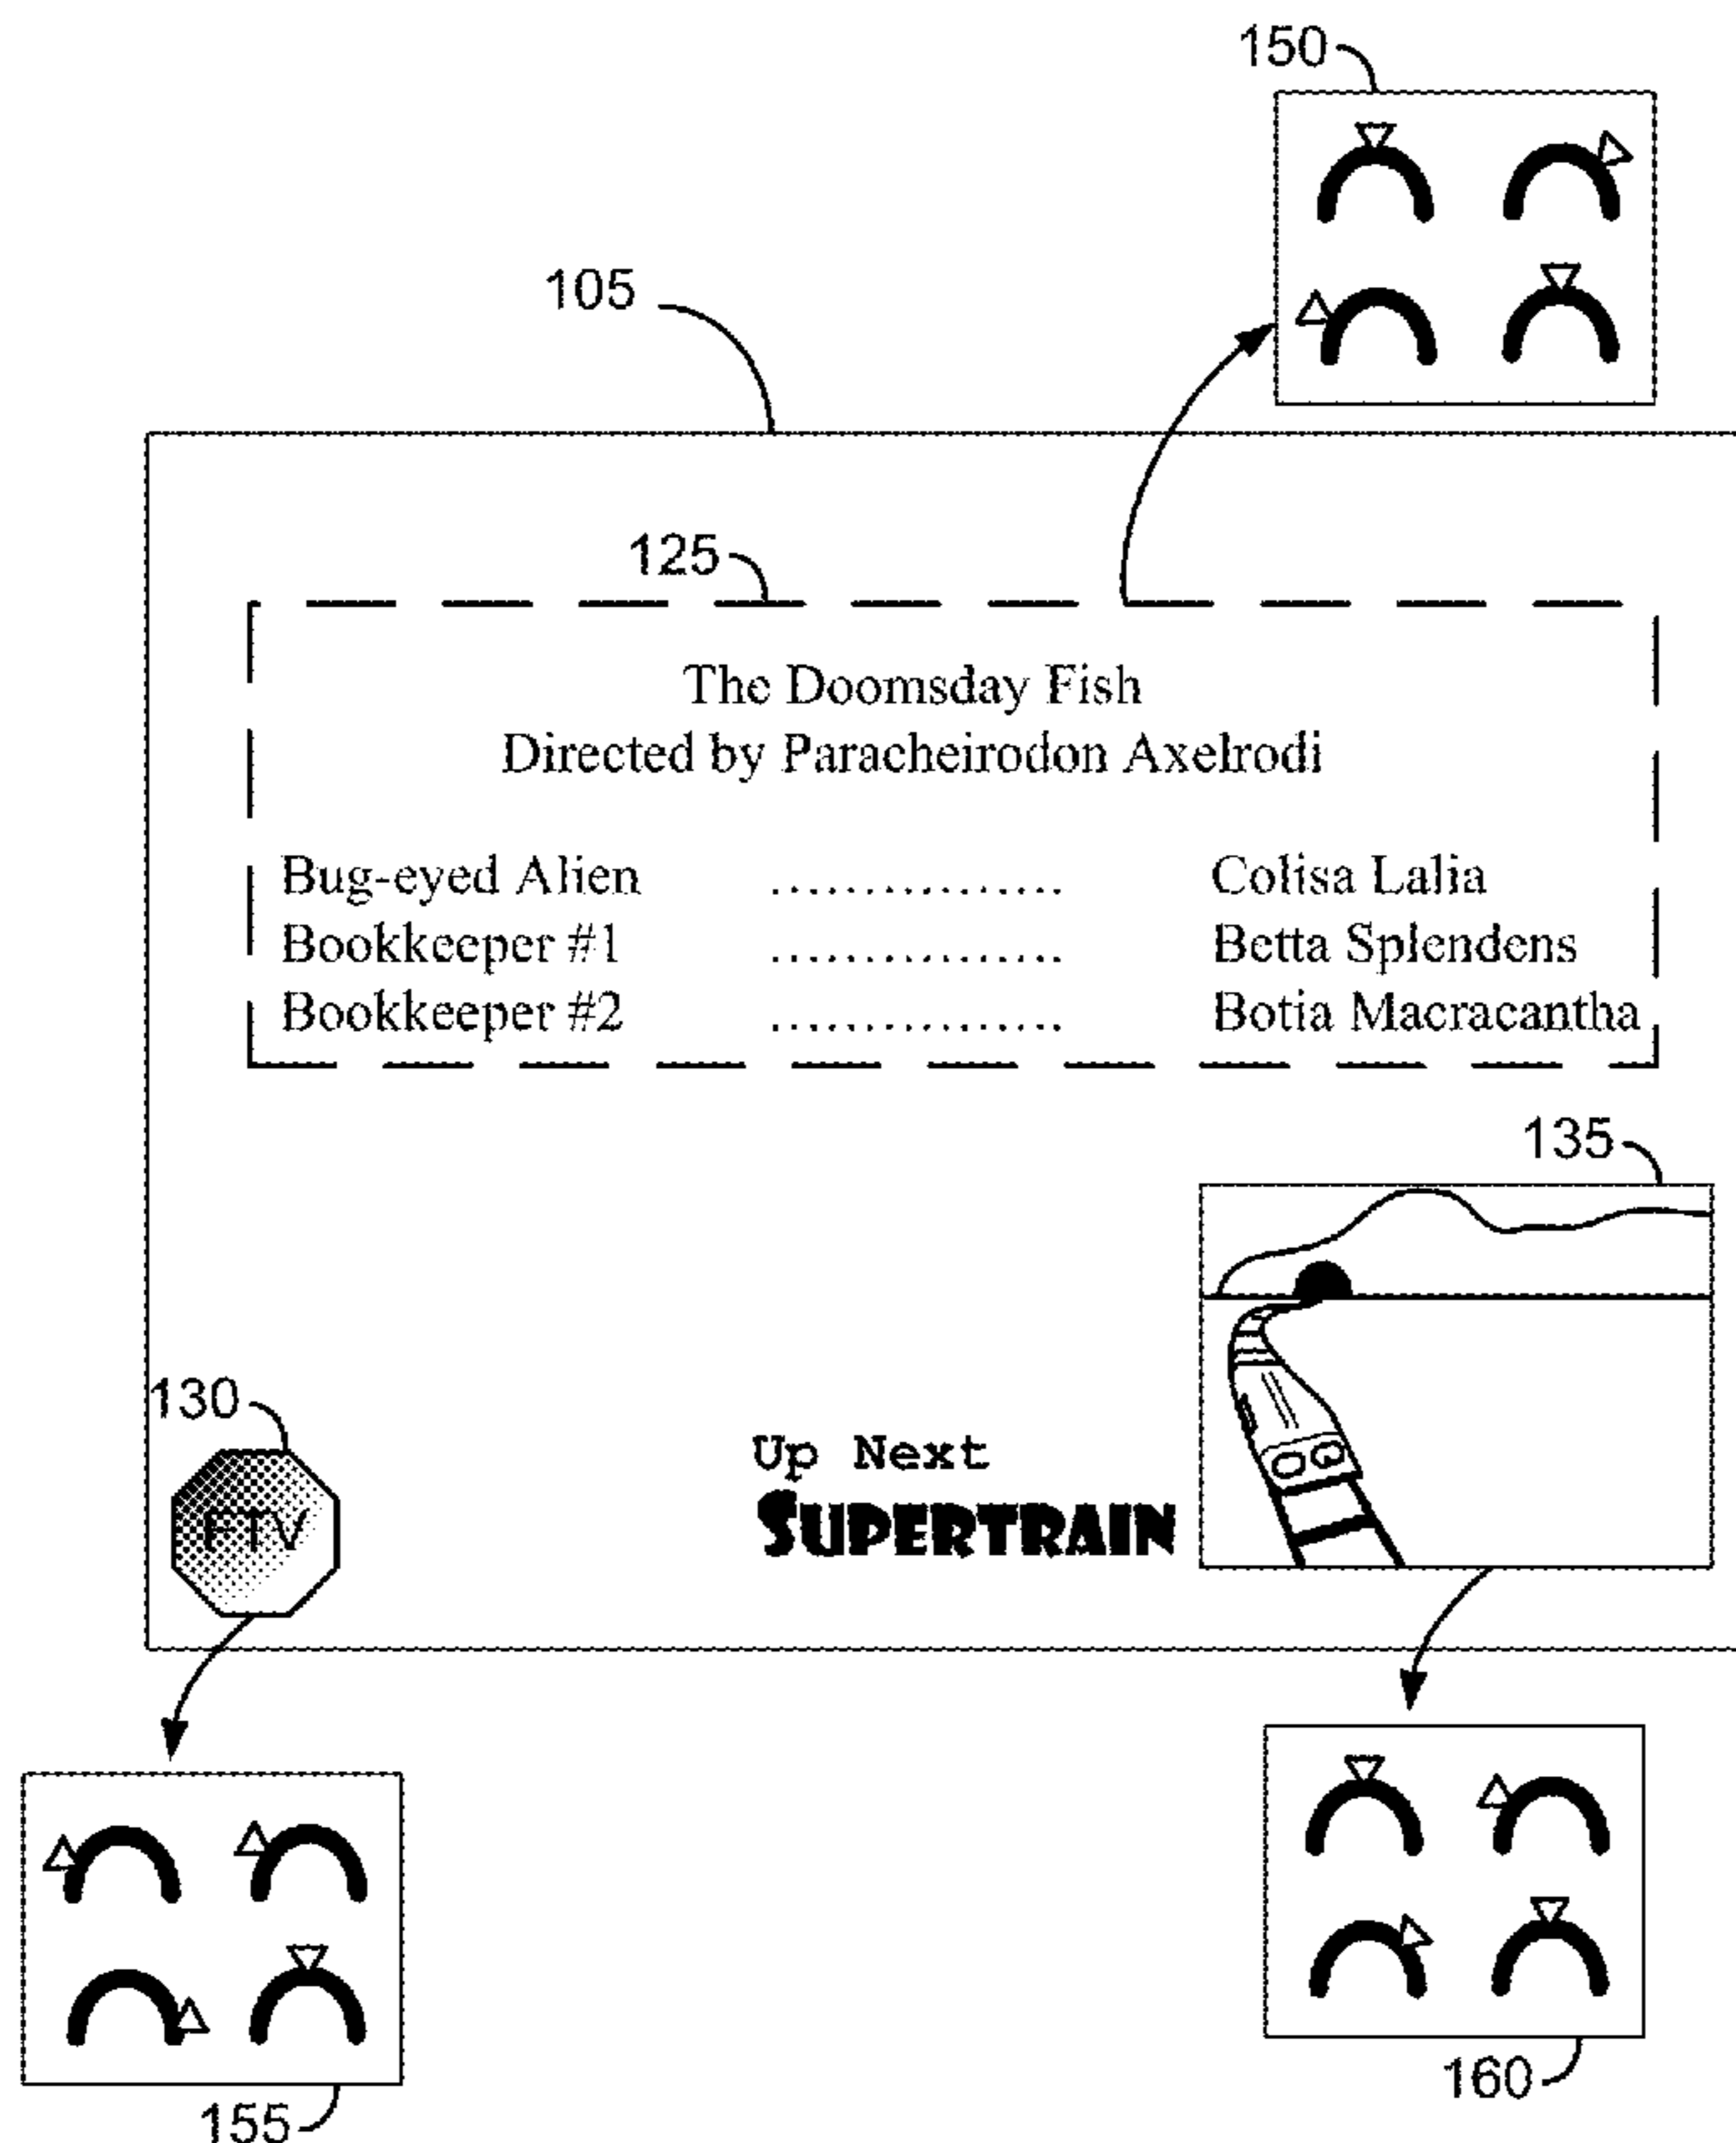 150
105
125
The Doomsday Fish
Directed by Paracheirodon Axelrodi
Bug-eyed Alien ................ Colisa Lalia
Bookkeeper #1 ................ Betta Splendens
Bookkeeper #2 ................ Botia Macracantha
135
130
Up Next
SUPERTRAIN
FTV
160
155